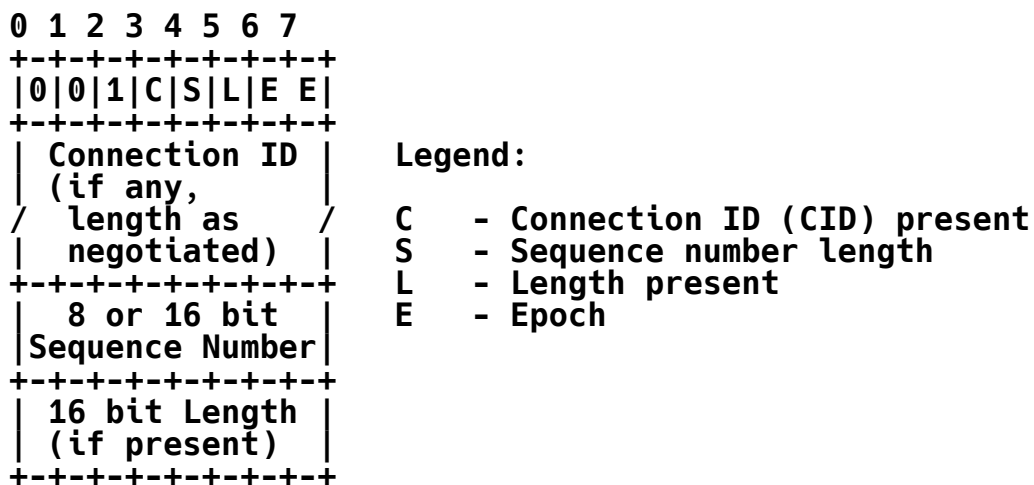 0 1 2 3 4 5 6 7
+-+-+-+-+-+-+-+-+
|0|0|1|C|S|L|E E|
+-+-+-+-+-+-+-+-+
| Connection ID |   Legend:
| (if any,      |
/  length as    /   C   - Connection ID (CID) present
|  negotiated)  |   S   - Sequence number length
+-+-+-+-+-+-+-+-+   L   - Length present
|  8 or 16 bit  |   E   - Epoch
|Sequence Number|
+-+-+-+-+-+-+-+-+
| 16 bit Length |
| (if present)  |
+-+-+-+-+-+-+-+-+